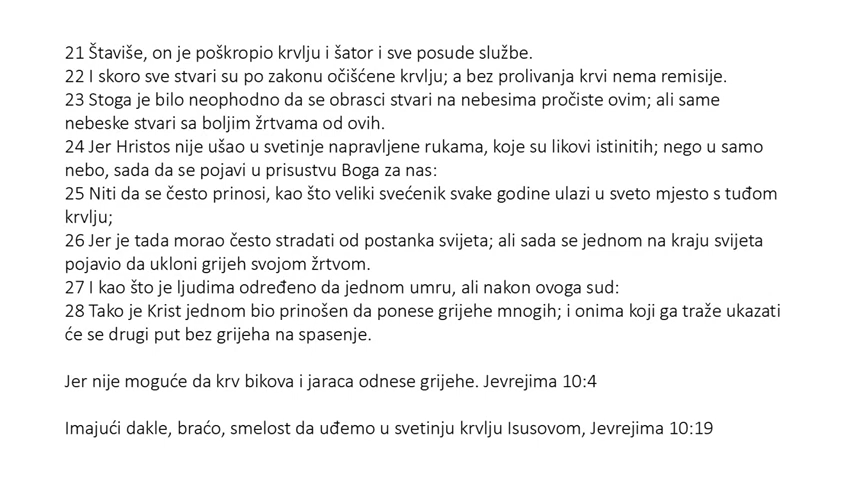 21 Štaviše, on je poškropio krvlju i šator i sve posude službe.
22 I skoro sve stvari su po zakonu očišćene krvlju; a bez prolivanja krvi nema remisije.
23 Stoga je bilo neophodno da se obrasci stvari na nebesima pročiste ovim; ali same
nebeske stvari sa boljim žrtvama od ovih.
24 Jer Hristos nije ušao u svetinje napravljene rukama, koje su likovi istinitih; nego u samo
nebo, sada da se pojavi u prisustvu Boga za nas:
25 Niti da se često prinosi, kao što veliki svećenik svake godine ulazi u sveto mjesto s tuđom
krvlju;
26 Jer je tada morao često stradati od postanka svijeta; ali sada se jednom na kraju svijeta
pojavio da ukloni grijeh svojom žrtvom.
27 I kao što je ljudima određeno da jednom umru, ali nakon ovoga sud:
28 Tako je Krist jednom bio prinošen da ponese grijehe mnogih; i onima koji ga traže ukazati
će se drugi put bez grijeha na spasenje.
Jer nije moguće da krv bikova i jaraca odnese grijehe. Jevrejima 10:4
Imajući dakle, braćo, smelost da uđemo u svetinju krvlju Isusovom, Jevrejima 10:19